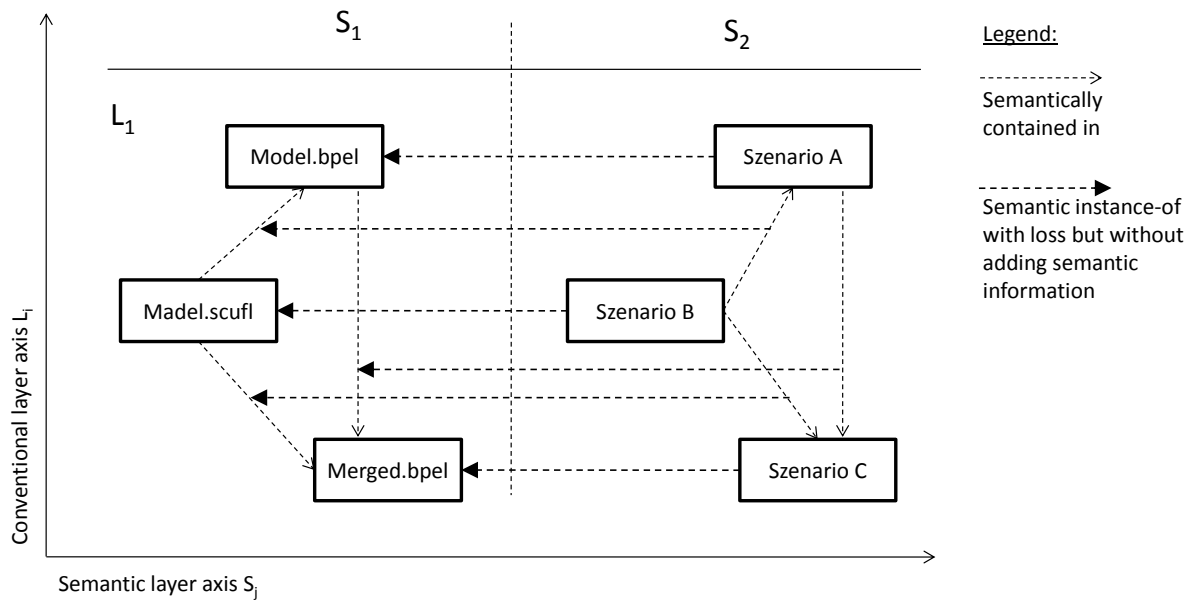 S1
S2
Legend:
Semantically
contained in
Semantic instance-of
with loss but without
adding semantic
information
L1
Model.bpel
Szenario A
Madel.scufl
Szenario B
Merged.bpel
Szenario C
Conventional layer axis Li
Semantic layer axis Sj